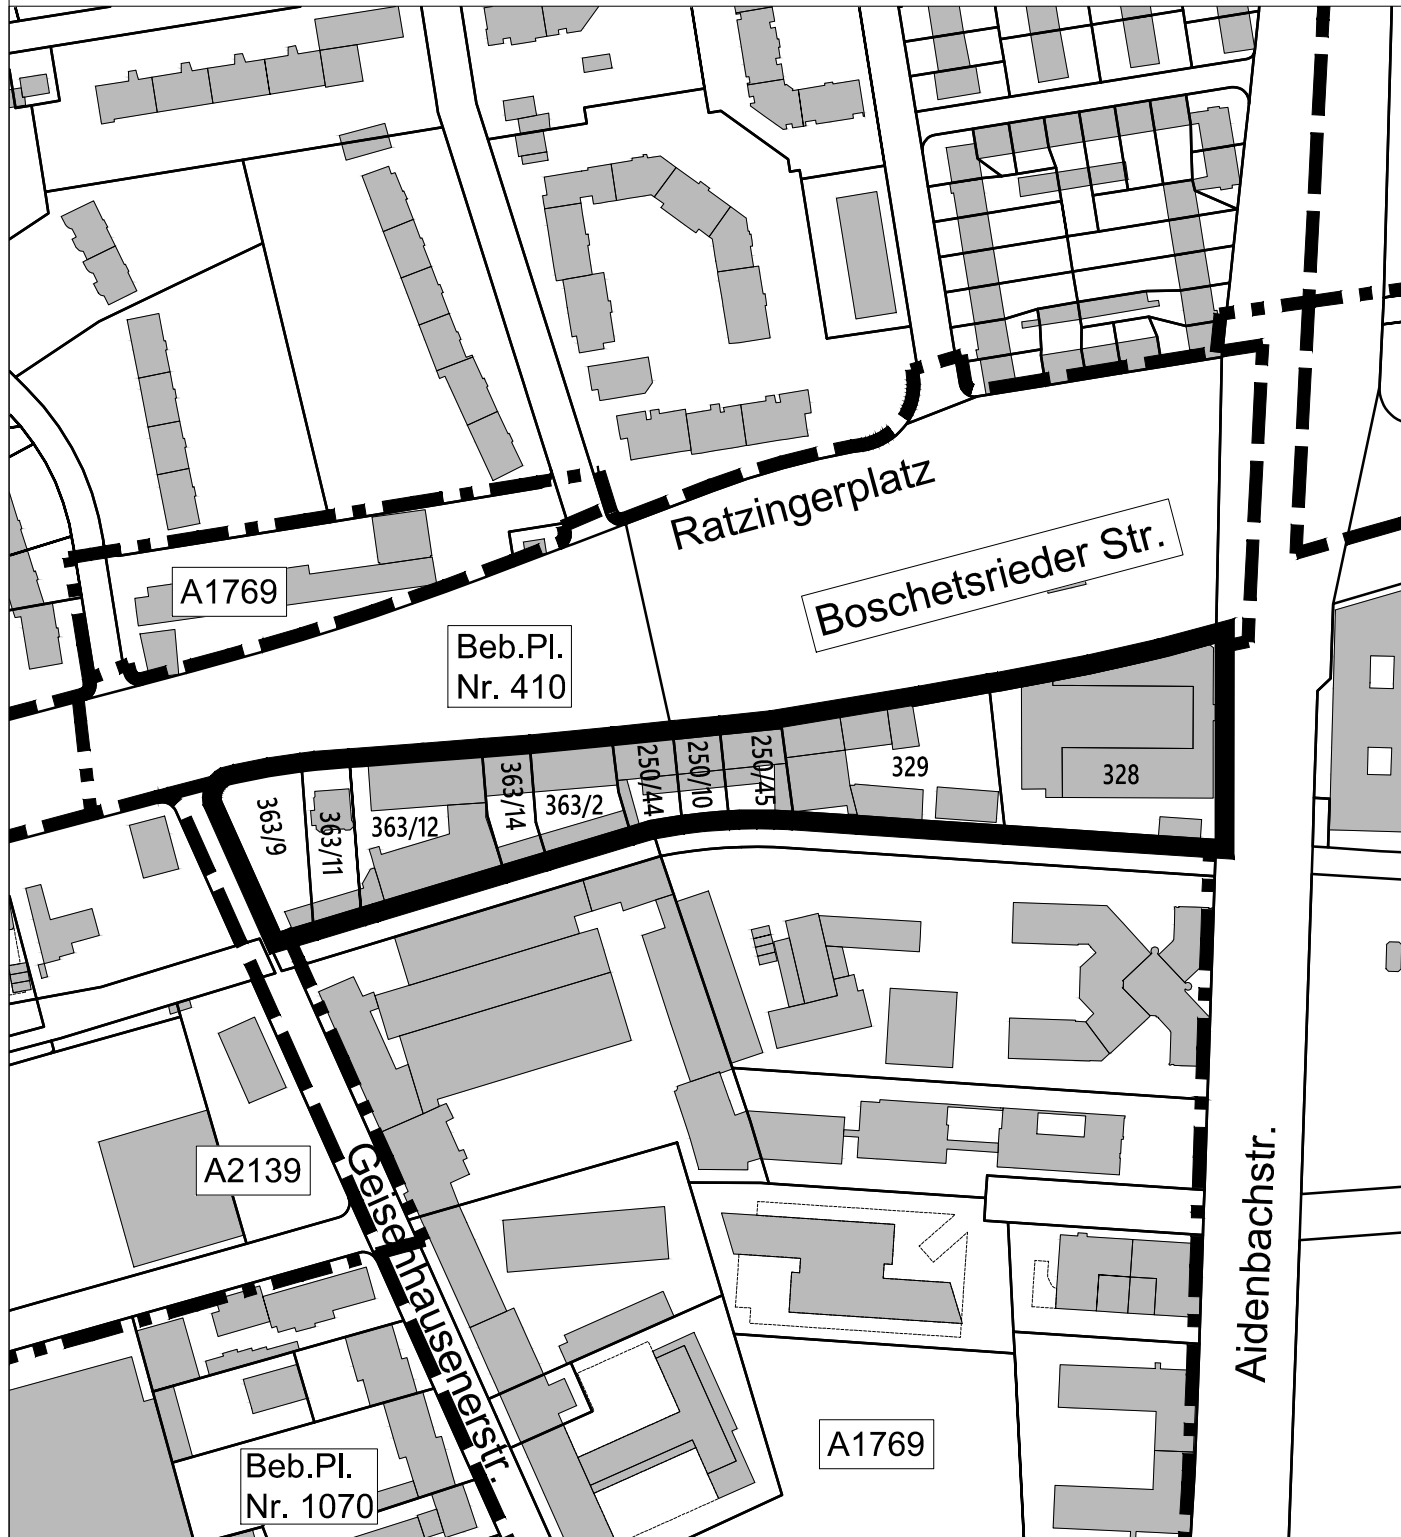 Ratzingerplatz
Boschetsrieder Str.
A1769
Beb.Pl.
Nr. 410
363/9
363/11
363/12
363/14
363/2
250/44
250/10
250/45
329
328
A2139
Geisenhausenerstr.
Aidenbachstr.
A1769
Beb.Pl.
Nr. 1070